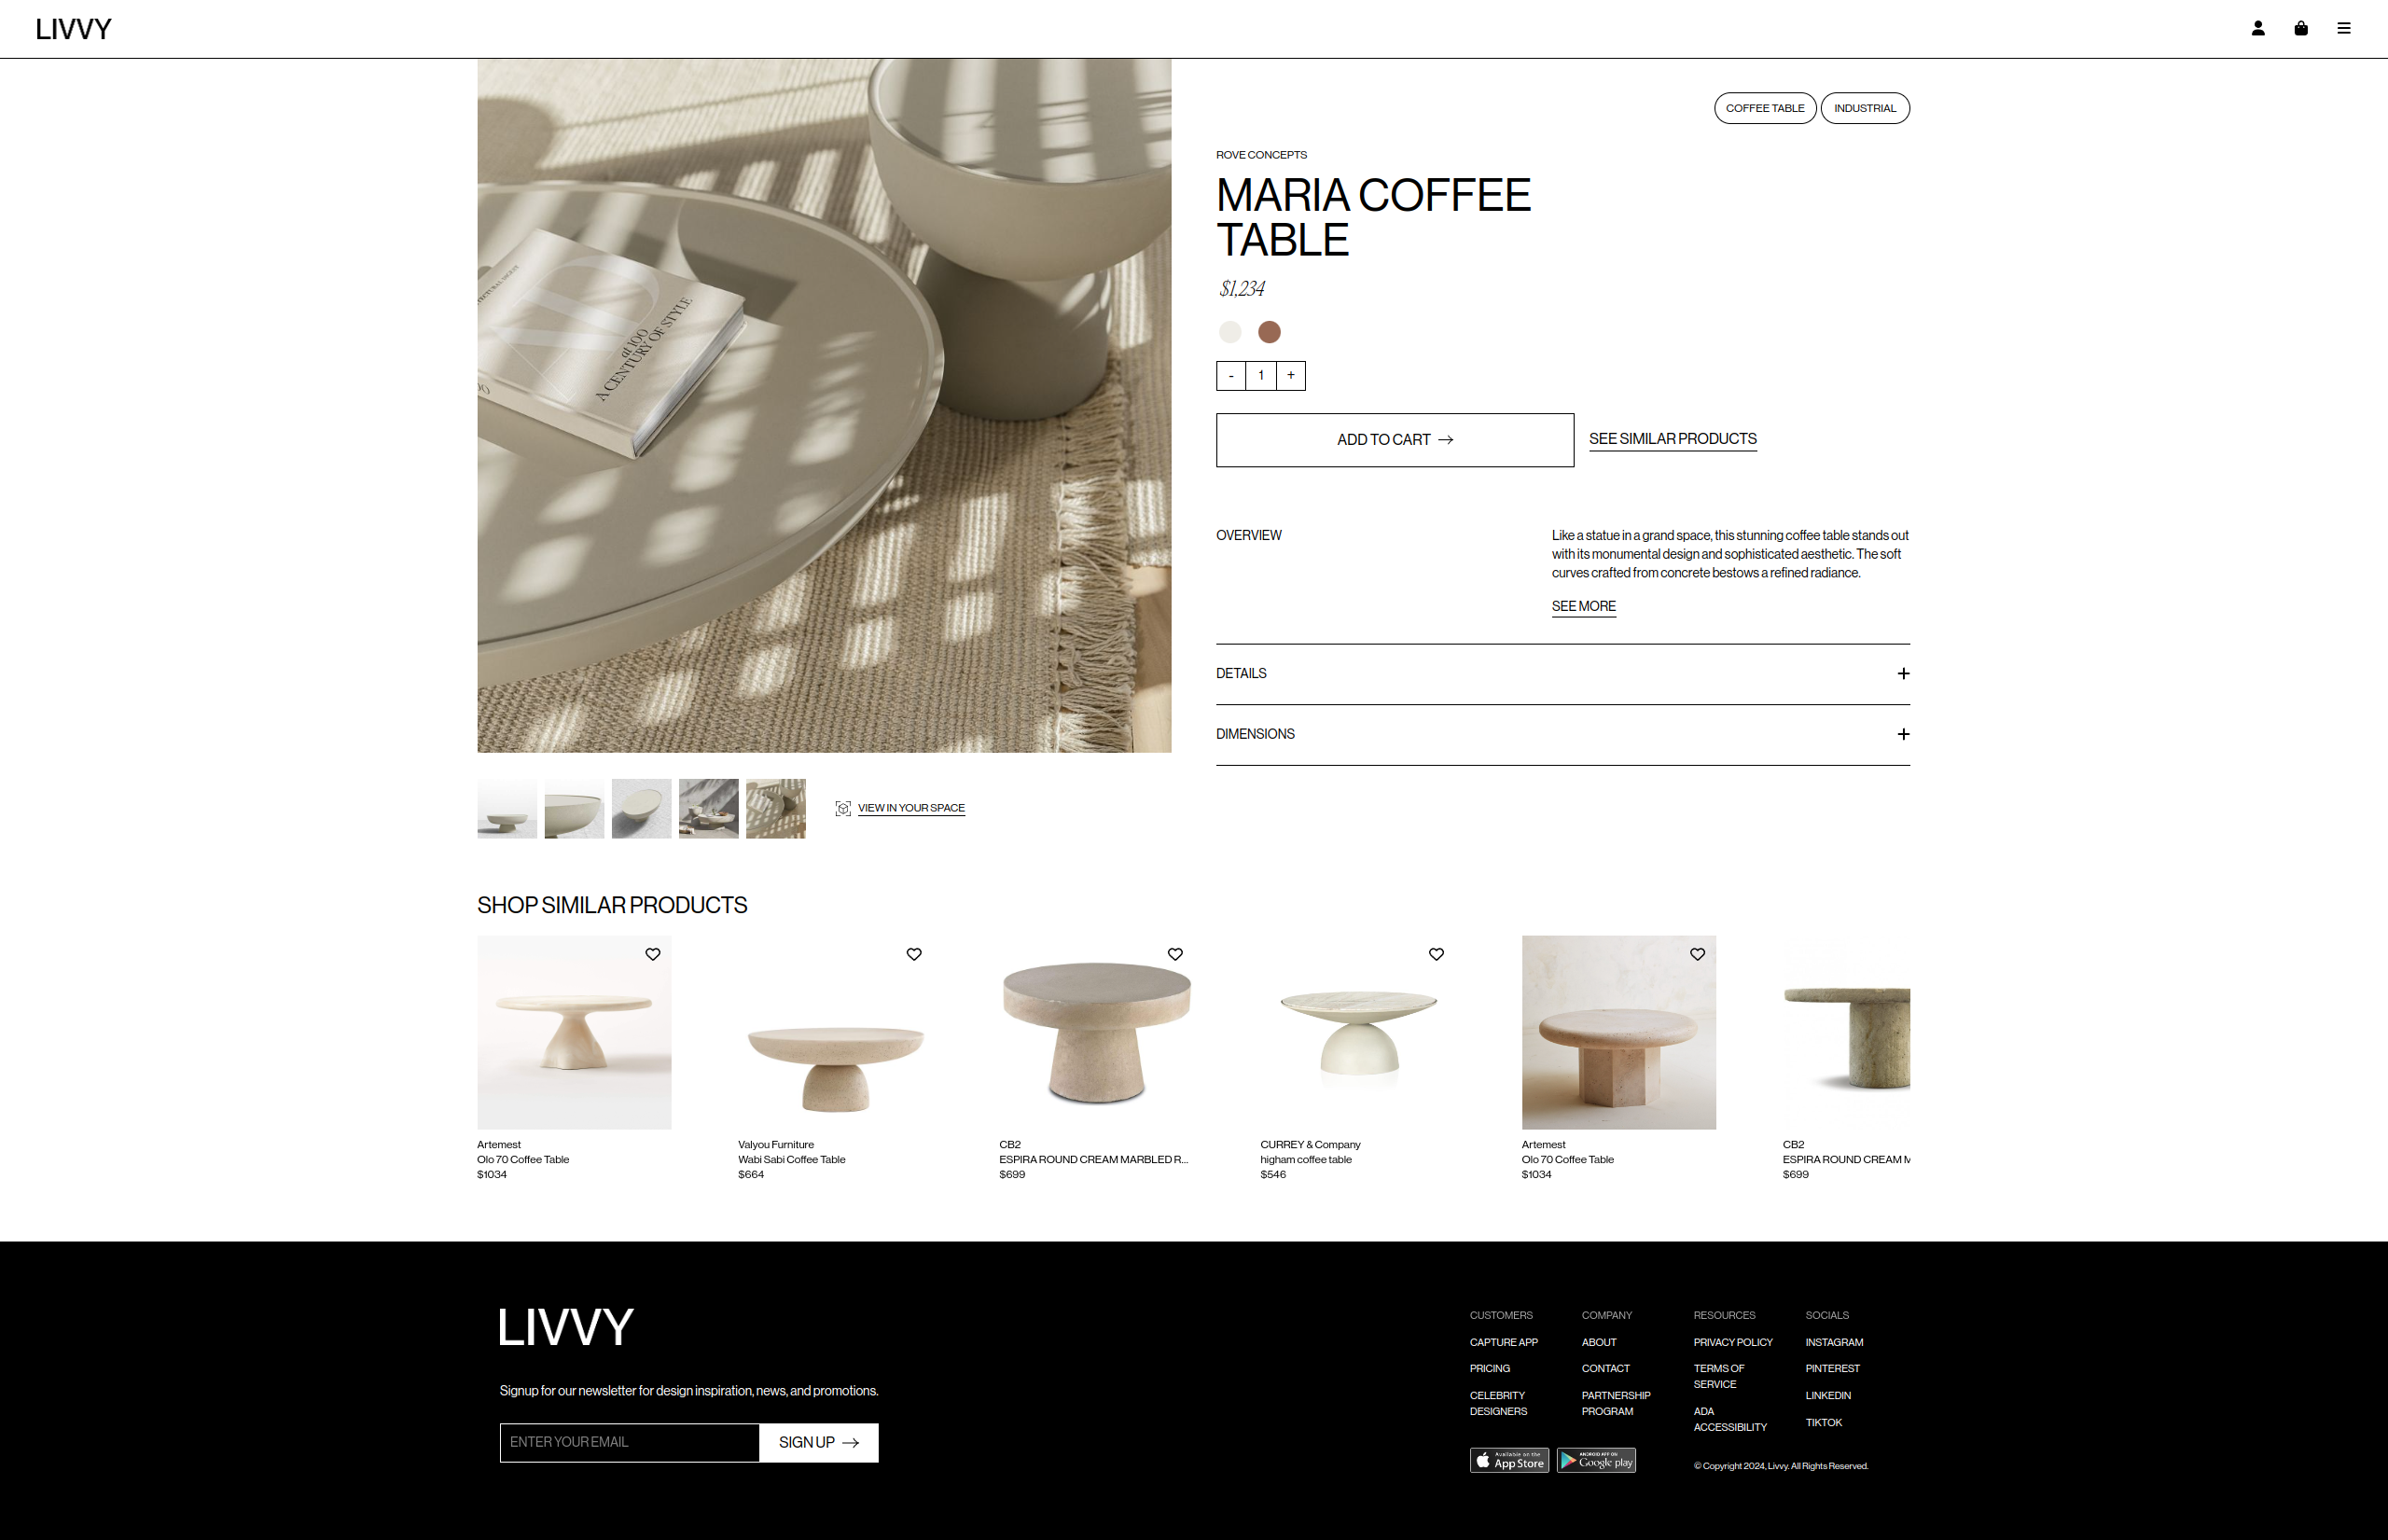 LIVVY
COFFEE TABLE
INDUSTRIAL
ROVE CONCEPTS
MARIA COFFEE
TABLE
$1,234
- 1 +
ADD TO CART
SEE SIMILAR PRODUCTS
at 100
A CENTURY OF STYLE
OVERVIEW
Like a statue in a grand space, this stunning coffee table stands out
with its monumental design and sophisticated aesthetic. The soft
curves crafted from concrete bestows a refined radiance.
SEE MORE
DETAILS +
DIMENSIONS +
VIEW IN YOUR SPACE
SHOP SIMILAR PRODUCTS
Artemest
Olo 70 Coffee Table
$1034
Valyou Furniture
Wabi Sabi Coffee Table
$664
CB2
ESPIRA ROUND CREAM MARBLED R...
$699
CURREY & Company
higham coffee table
$546
Artemest
Olo 70 Coffee Table
$1034
CB2
ESPIRA ROUND CREAM
$699
LIVVY
Signup for our newsletter for design inspiration, news, and promotions.
ENTER YOUR EMAIL
SIGN UP
CUSTOMERS
CAPTURE APP
PRICING
CELEBRITY
DESIGNERS
COMPANY
ABOUT
CONTACT
PARTNERSHIP
PROGRAM
RESOURCES
PRIVACY POLICY
TERMS OF
SERVICE
ADA
ACCESSIBILITY
SOCIALS
INSTAGRAM
PINTEREST
LINKEDIN
TIKTOK
Available on the
App Store
ANDROID APP ON
Google play
© Copyright 2024, Livvy. All Rights Reserved.